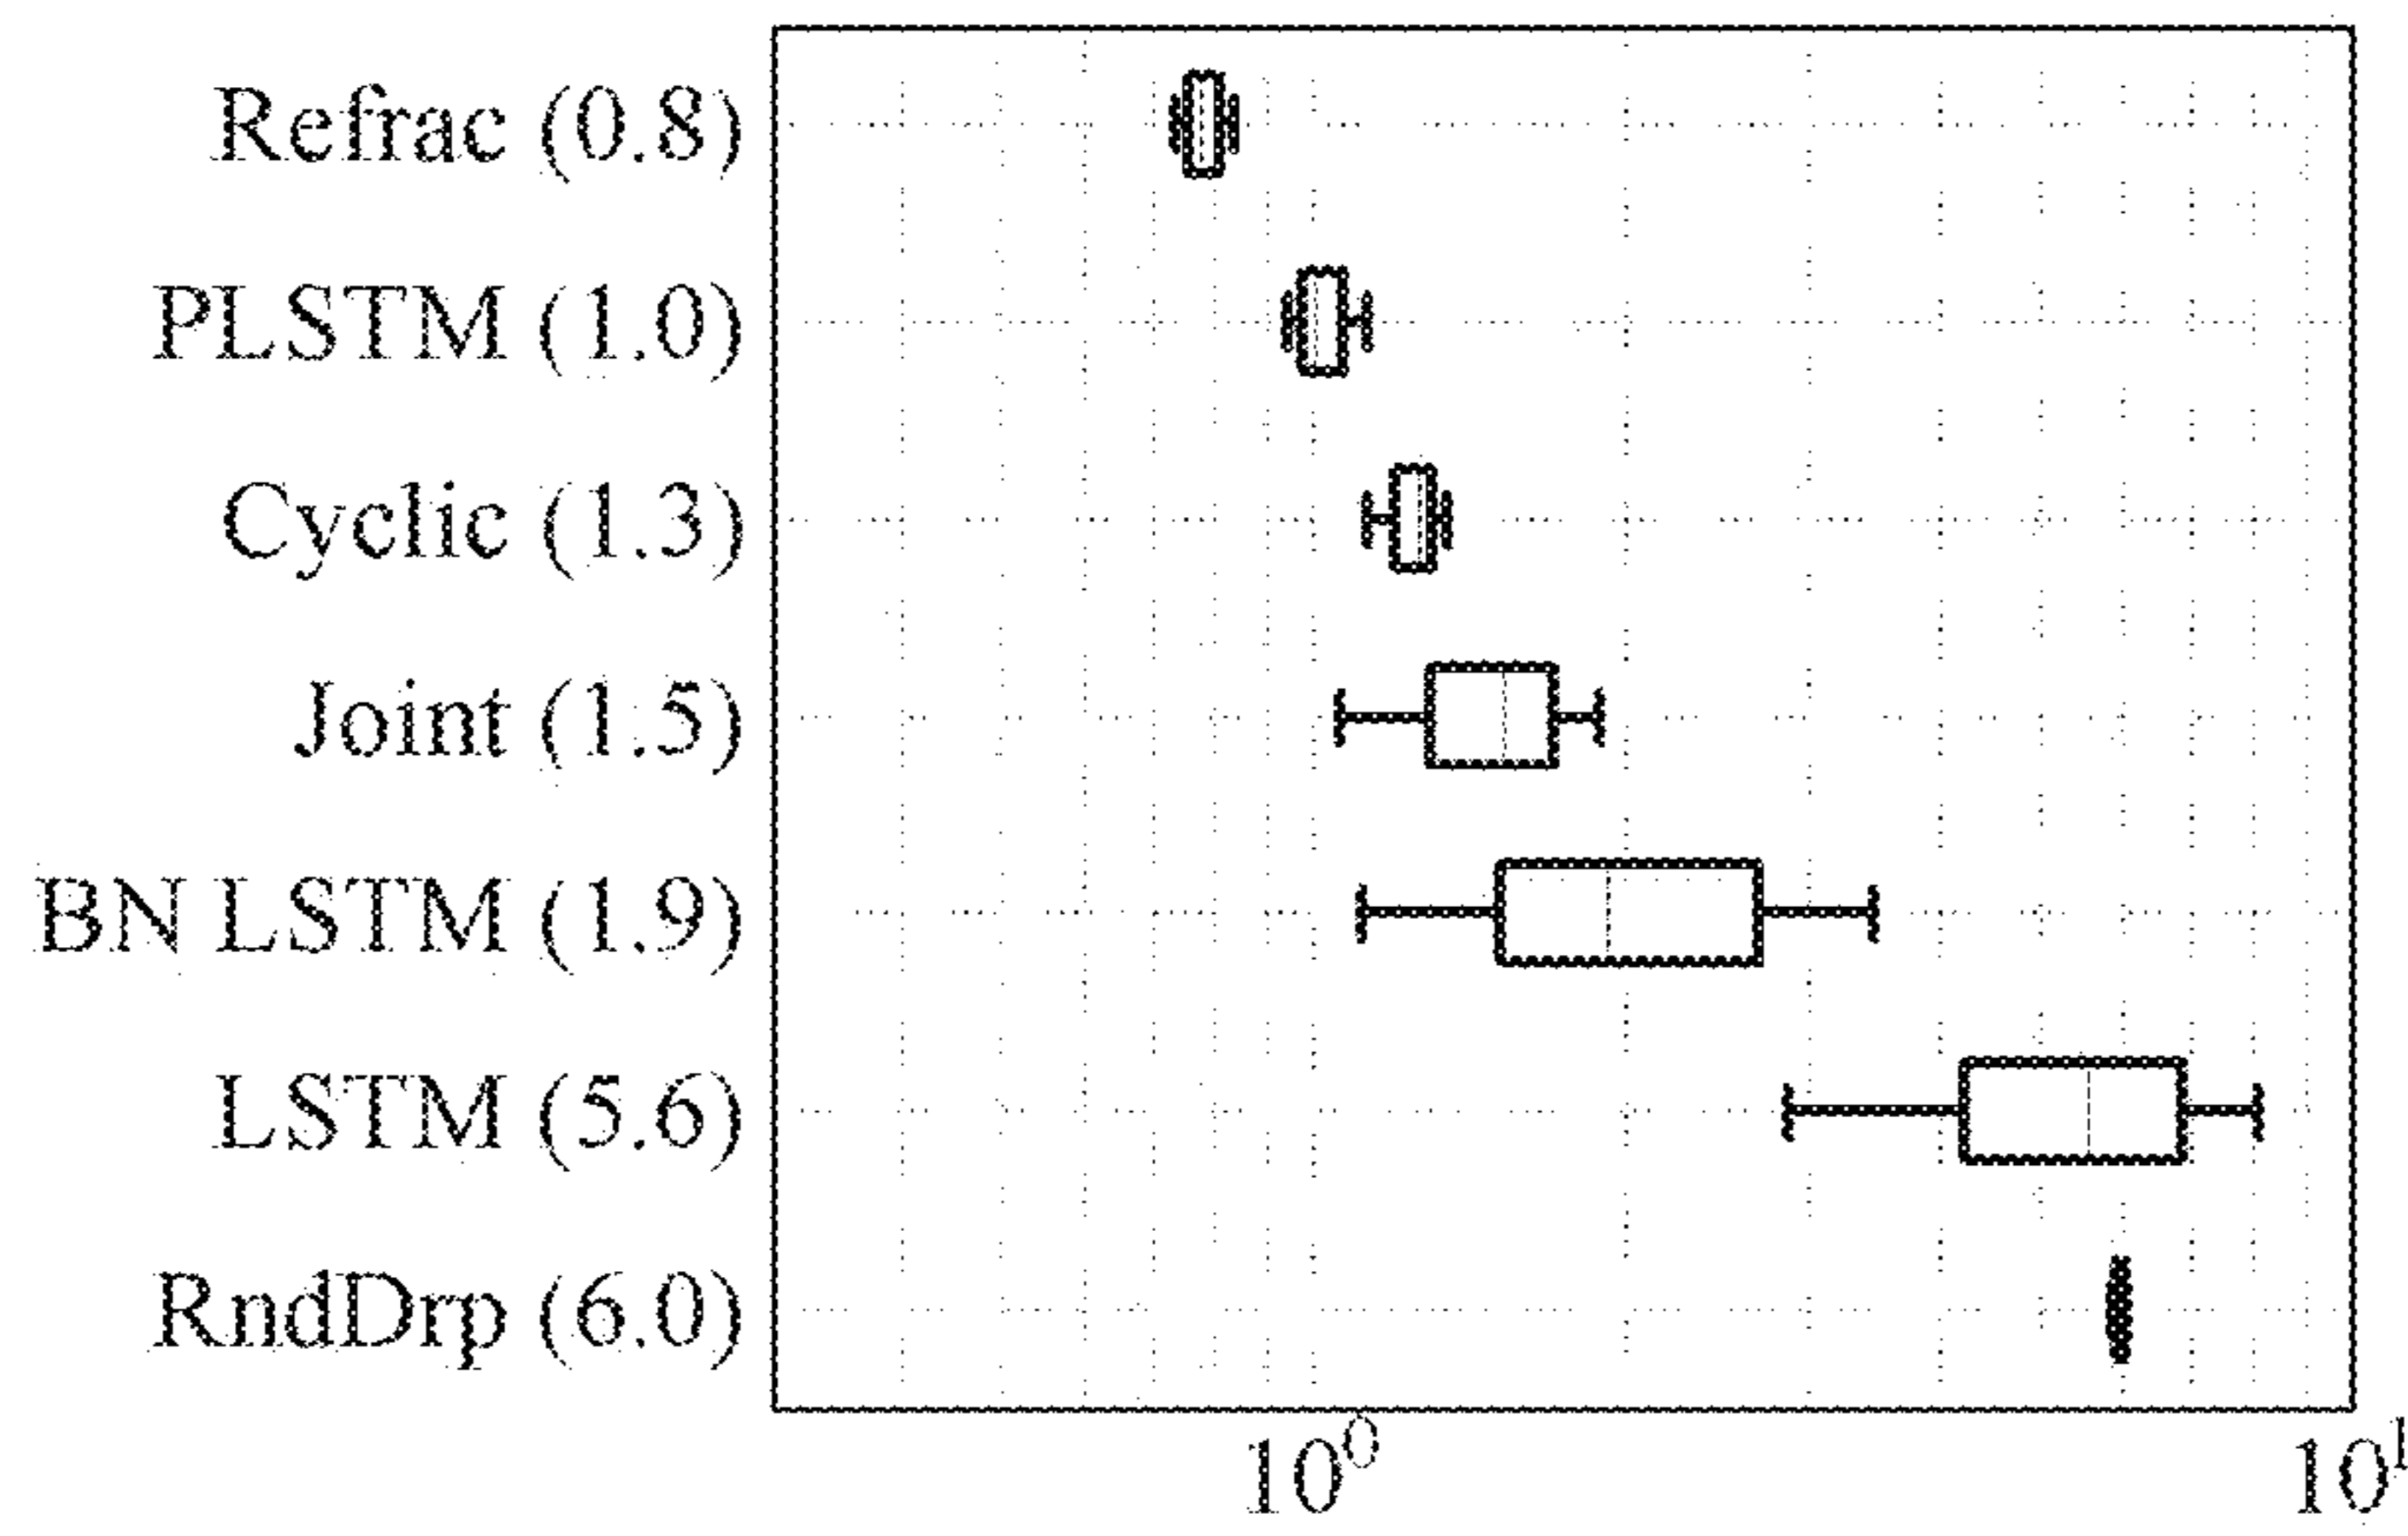 Refrac (0.8)
PLSTM (1.0)
Cyclic (1.3)
Joint (1.5)
BN LSTM (1.9)
LSTM (5.6)
RndDrp (6.0)
10⁰ 10¹